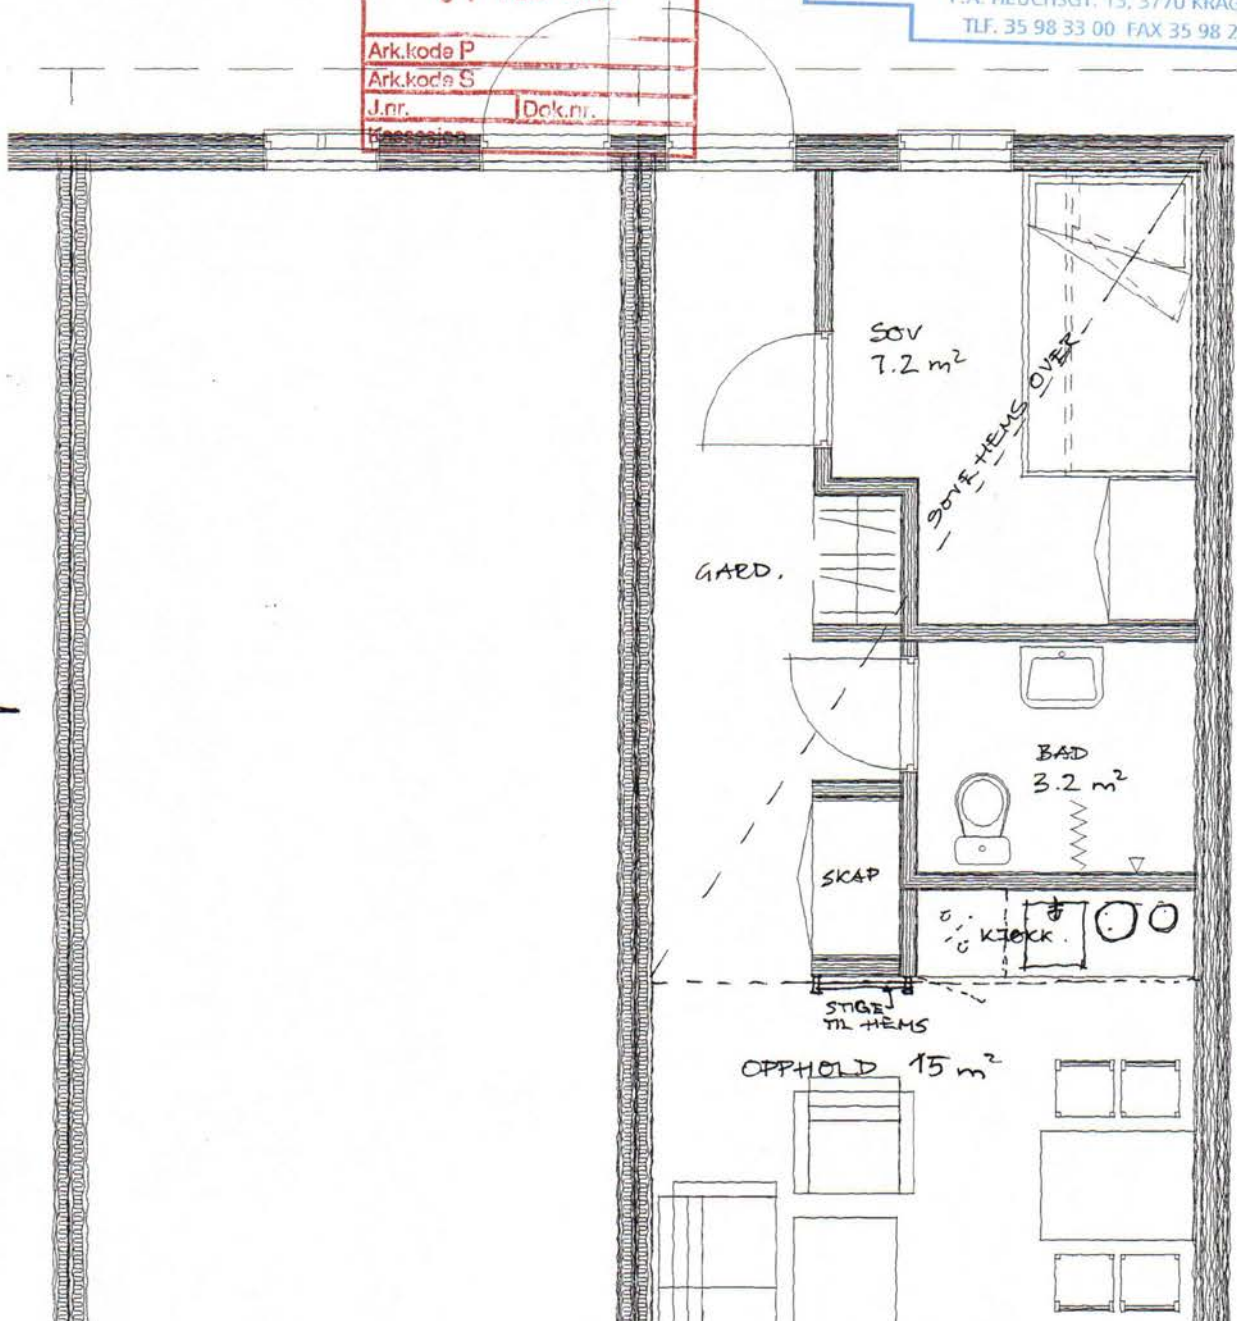 TLF. 35 98 33 00 FAX 35 98 2
Ark.kode P
Ark.kode S
J.nr.
Dok.nr.
SOV
7.2 m²
SOVE HEMS OVER
GARD.
BAD
3.2 m²
SKAP
KJØKK.
STIGE
TIL HEMS
OPPHOLD 15 m²